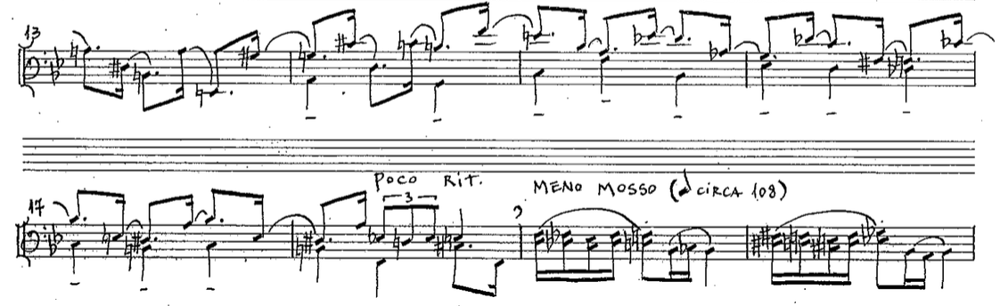 13
17 POCO RIT. MENO MOSSO (♩ CIRCA 108)
3